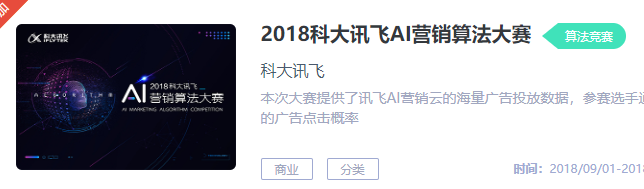 加
科大讯飞
iFLYTEK
2018科大讯飞
ALGORITHM
AI营销算法大赛
AI MARKETING ALGORITHM COMPETITION
2018科大讯飞AI营销算法大赛
算法竞赛
科大讯飞
本次大赛提供了讯飞AI营销云的海量广告投放数据，参赛选手
的广告点击概率
商业
分类
时间：2018/09/01-2018